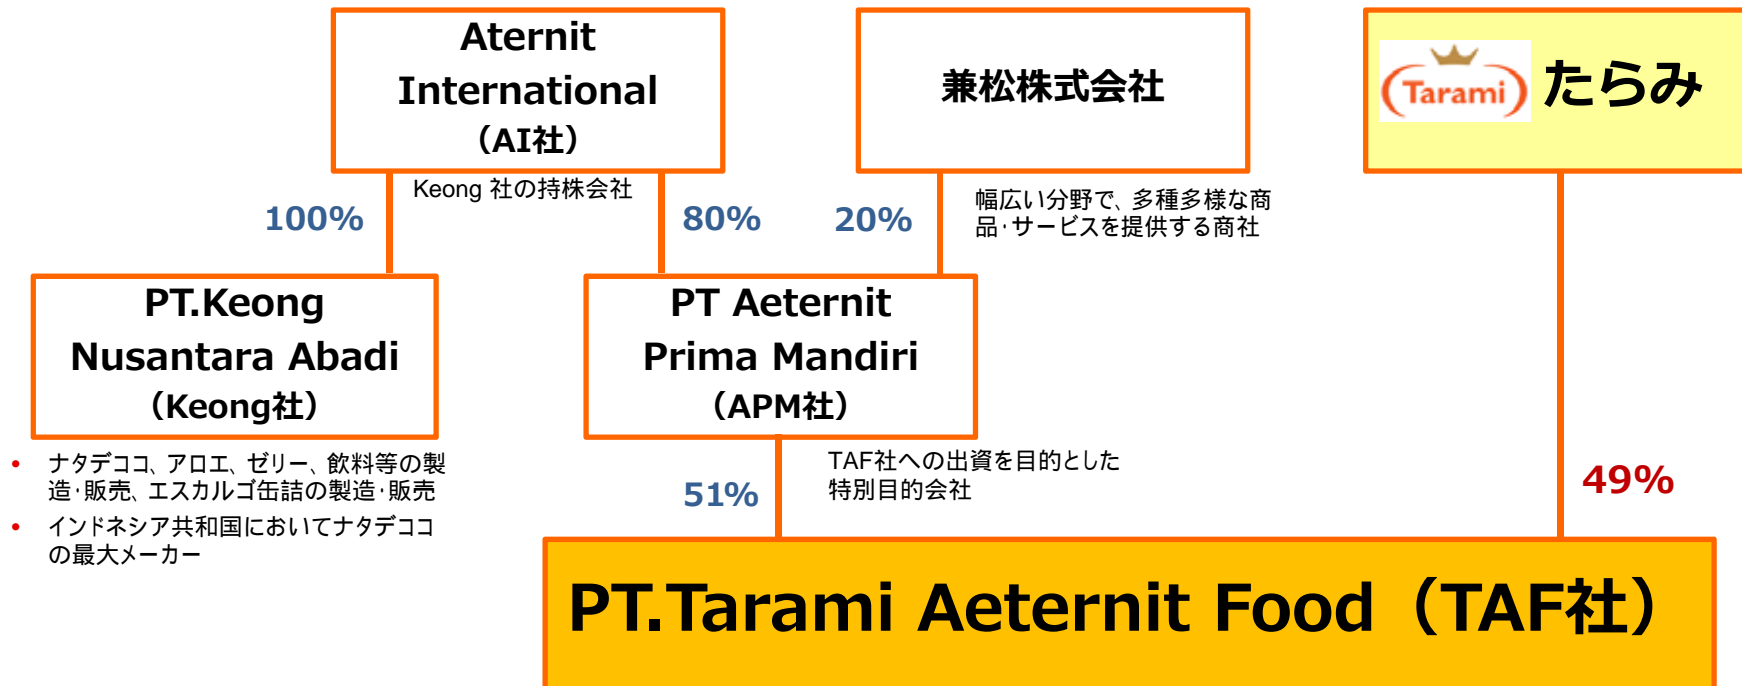 Aternit
International
（AI社）
兼松株式会社
Tarami
たらみ
Keong 社の持株会社
100%
80%
20%
幅広い分野で、多種多様な商
品・サービスを提供する商社
PT.Keong
Nusantara Abadi
（Keong社）
PT Aeternit
Prima Mandiri
（APM社）
• ナタデココ、アロエ、ゼリー、飲料等の製
造・販売、エスカルゴ缶詰の製造・販売
• インドネシア共和国においてナタデココ
の最大メーカー
51%
TAF社への出資を目的とした
特別目的会社
49%
PT.Tarami Aeternit Food（TAF社）